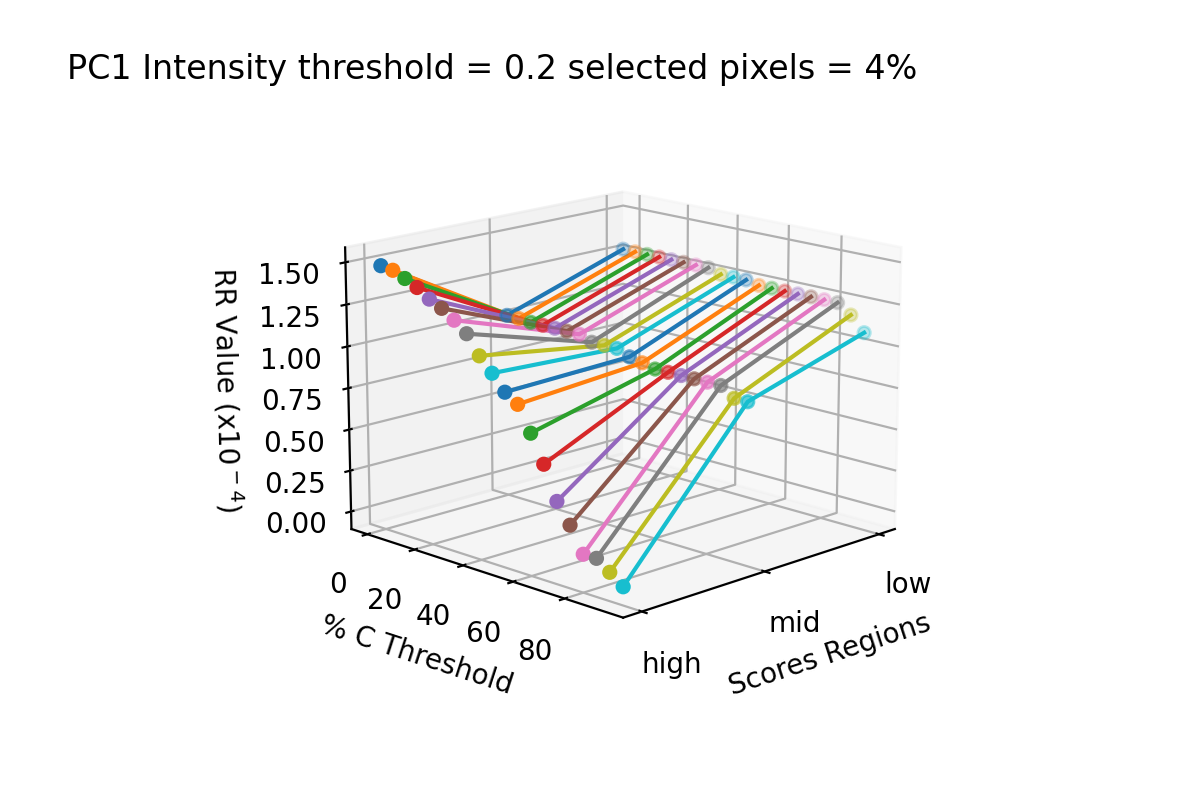 PC1 Intensity threshold = 0.2 selected pixels = 4%
RR Value (x10⁻⁴)
1.50
1.25
1.00
0.75
0.50
0.25
0.00
0
20
40
60
80
% C Threshold
high
mid
low
Scores Regions